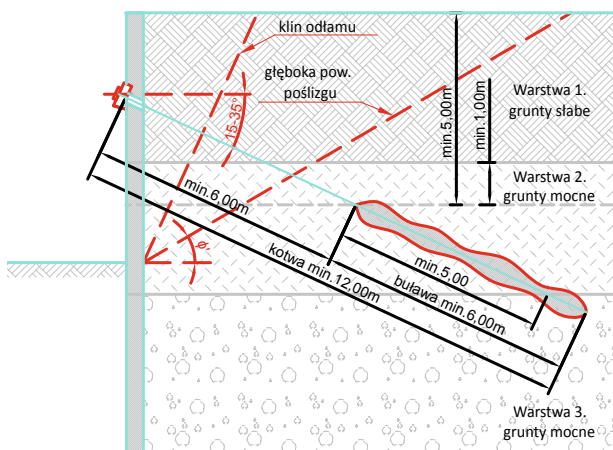 klin odłamu
głęboka pow.
poślizgu
15-35°
min.5,00m
min.1,00m
Warstwa 1.
grunty słabe
Warstwa 2.
grunty mocne
min.6,00m
ϕ'
kotwa min.12,00m
min.5,00
buława min.6,00m
Warstwa 3.
grunty mocne